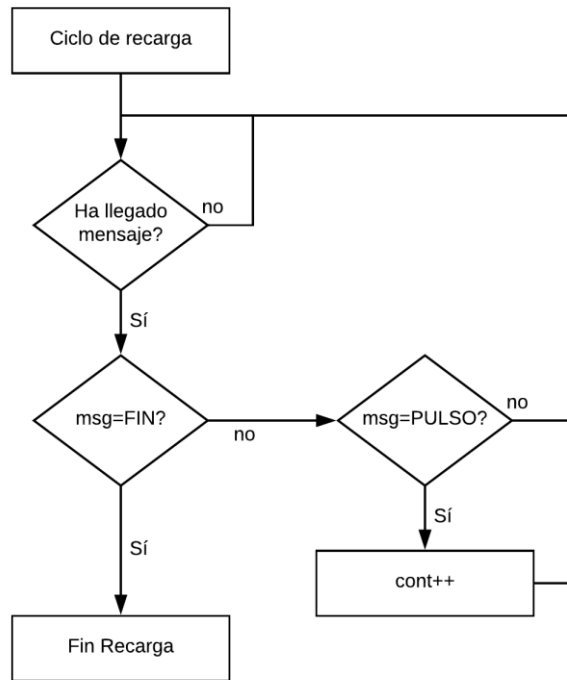 Ciclo de recarga
Ha llegado
mensaje?
no
Sí
msg=FIN?
no
msg=PULSO?
no
Sí
Sí
cont++
Fin Recarga